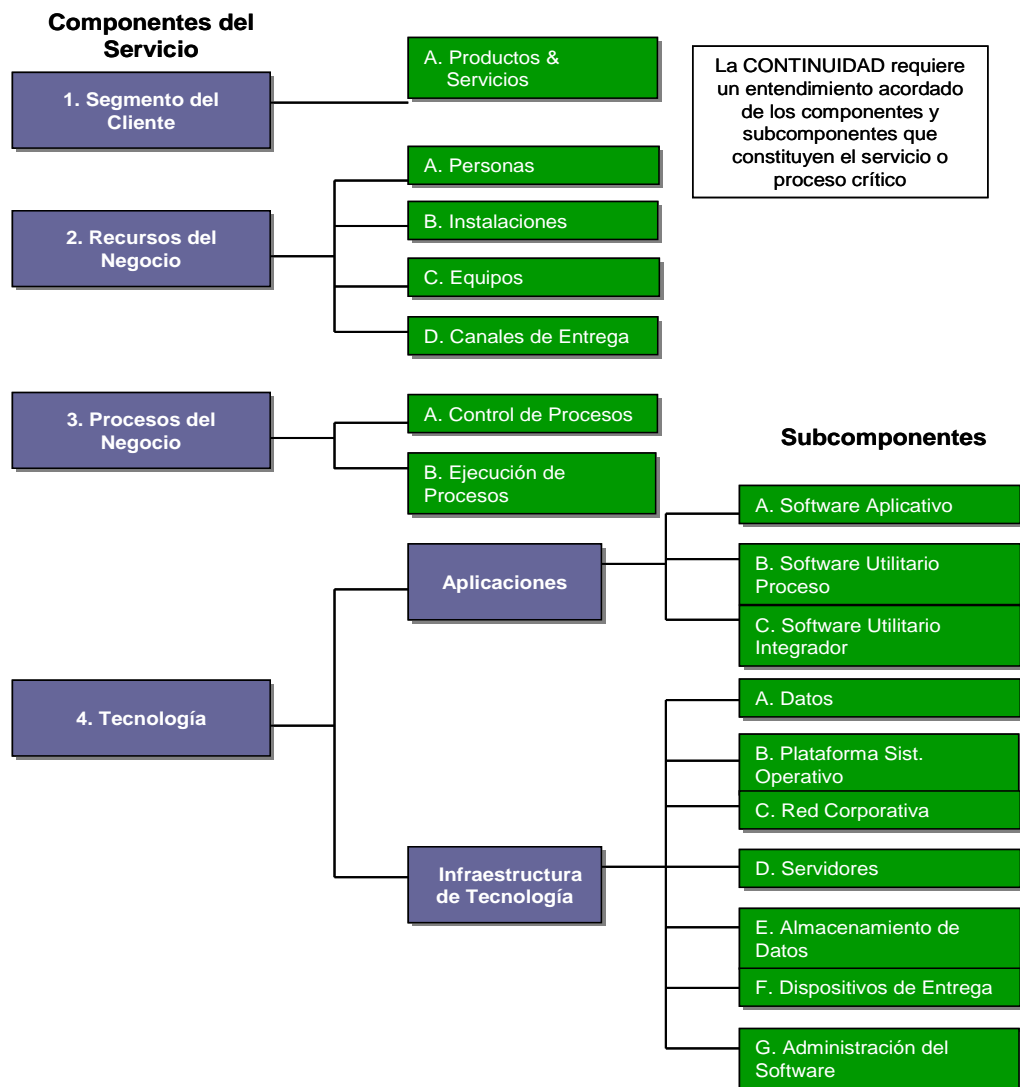 Componentes del
Servicio
A. Productos &
Servicios
La CONTINUIDAD requiere
un entendimiento acordado
de los componentes y
subcomponentes que
constituyen el servicio o
proceso crítico
1. Segmento del
Cliente
A. Personas
B. Instalaciones
2. Recursos del
Negocio
C. Equipos
D. Canales de Entrega
3. Procesos del
Negocio
A. Control de Procesos
B. Ejecución de
Procesos
Subcomponentes
A. Software Aplicativo
Aplicaciones
B. Software Utilitario
Proceso
C. Software Utilitario
Integrador
4. Tecnología
A. Datos
B. Plataforma Sist.
Operativo
C. Red Corporativa
Infraestructura
de Tecnología
D. Servidores
E. Almacenamiento de
Datos
F. Dispositivos de Entrega
G. Administración del
Software